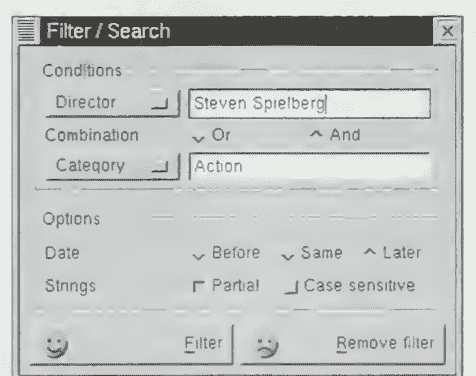 Filter / Search
Conditions
Director Steven Spielberg
Combination Or And
Category Action
Options
Date Before Same Later
Strings Partial Case sensitive
Filter Remove filter